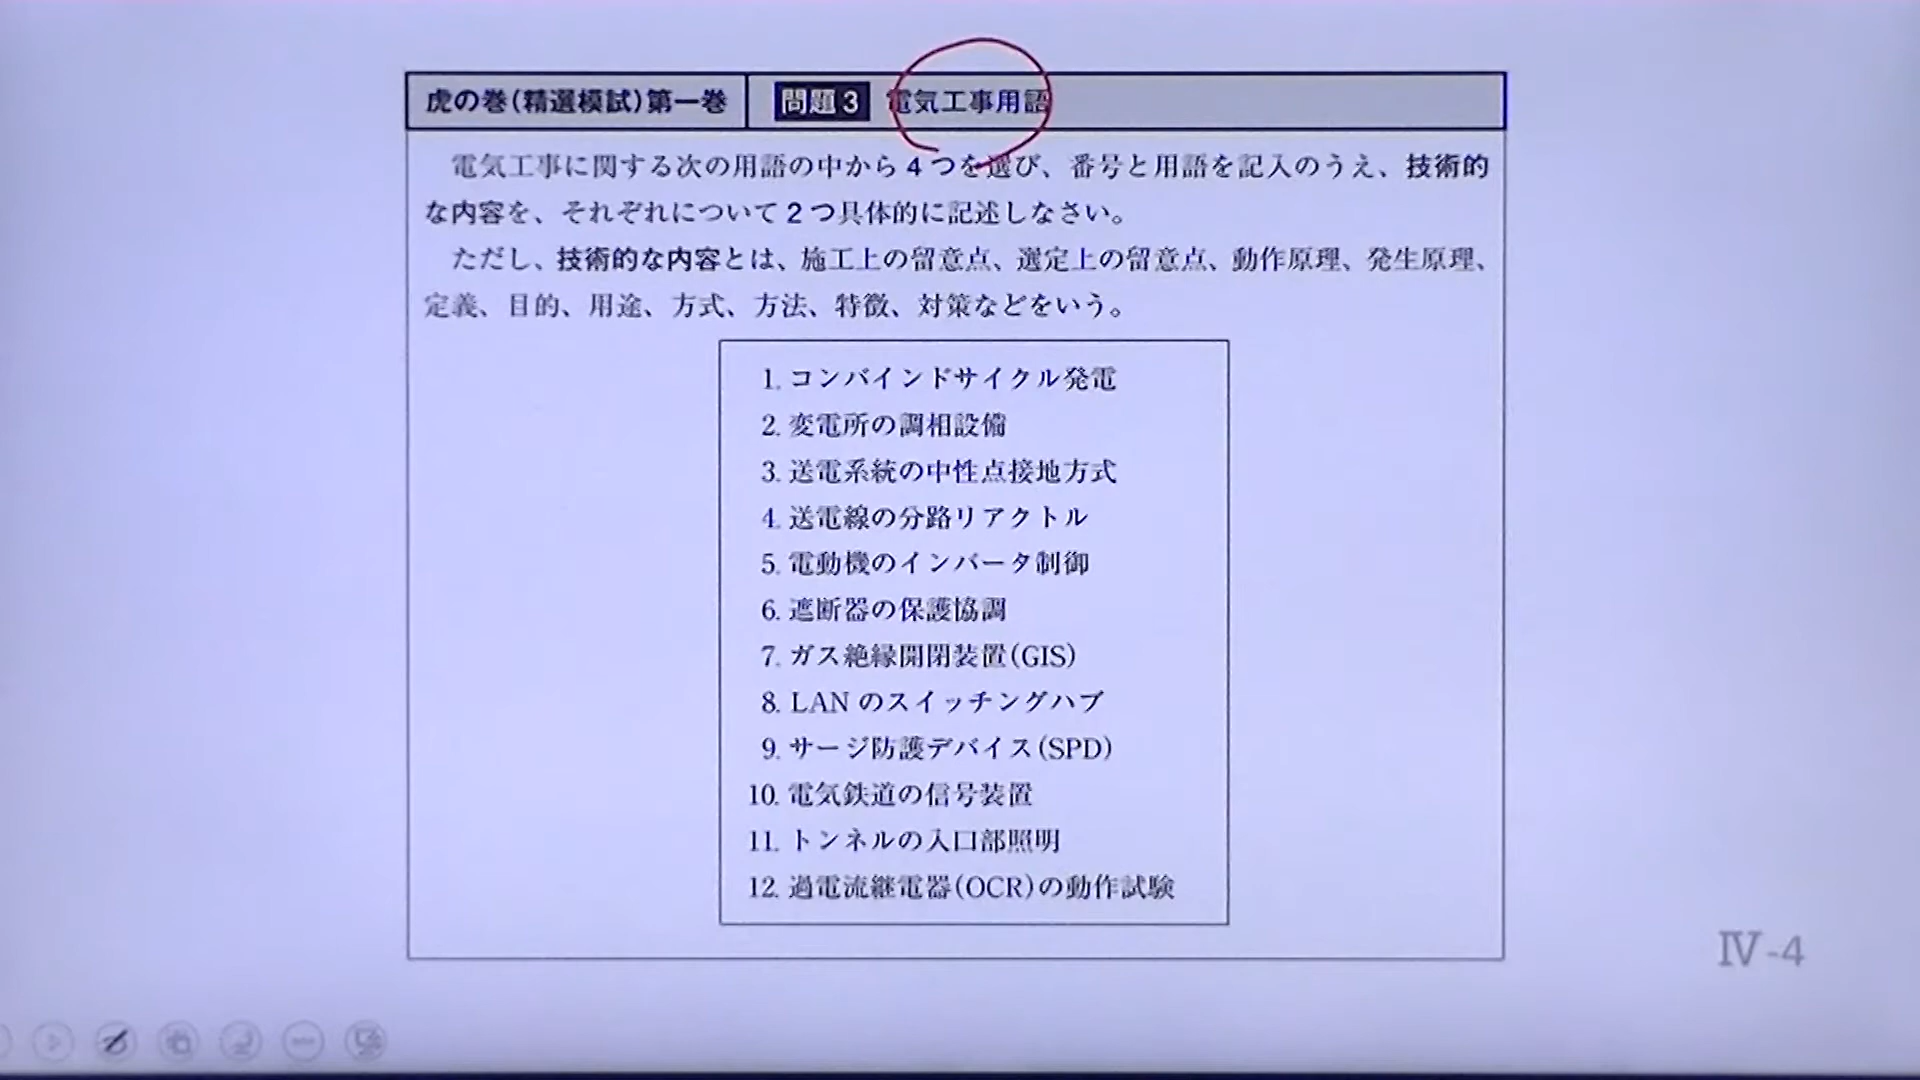 虎の巻(精選模試)第一巻 問題3 電気工事用語
電気工事に関する次の用語の中から4つを選び、番号と用語を記入のうえ、技術的
な内容を、それぞれについて2つ具体的に記述しなさい。
ただし、技術的な内容とは、施工上の留意点、選定上の留意点、動作原理、発生原理、
定義、目的、用途、方式、方法、特徴、対策などをいう。
1. コンバインドサイクル発電
2. 変電所の調相設備
3. 送電系統の中性点接地方式
4. 送電線の分路リアクトル
5. 電動機のインバータ制御
6. 遮断器の保護協調
7. ガス絶縁開閉装置(GIS)
8. LANのスイッチングハブ
9. サージ防護デバイス(SPD)
10. 電気鉄道の信号装置
11. トンネルの入口部照明
12. 過電流継電器(OCR)の動作試験
Ⅳ-4